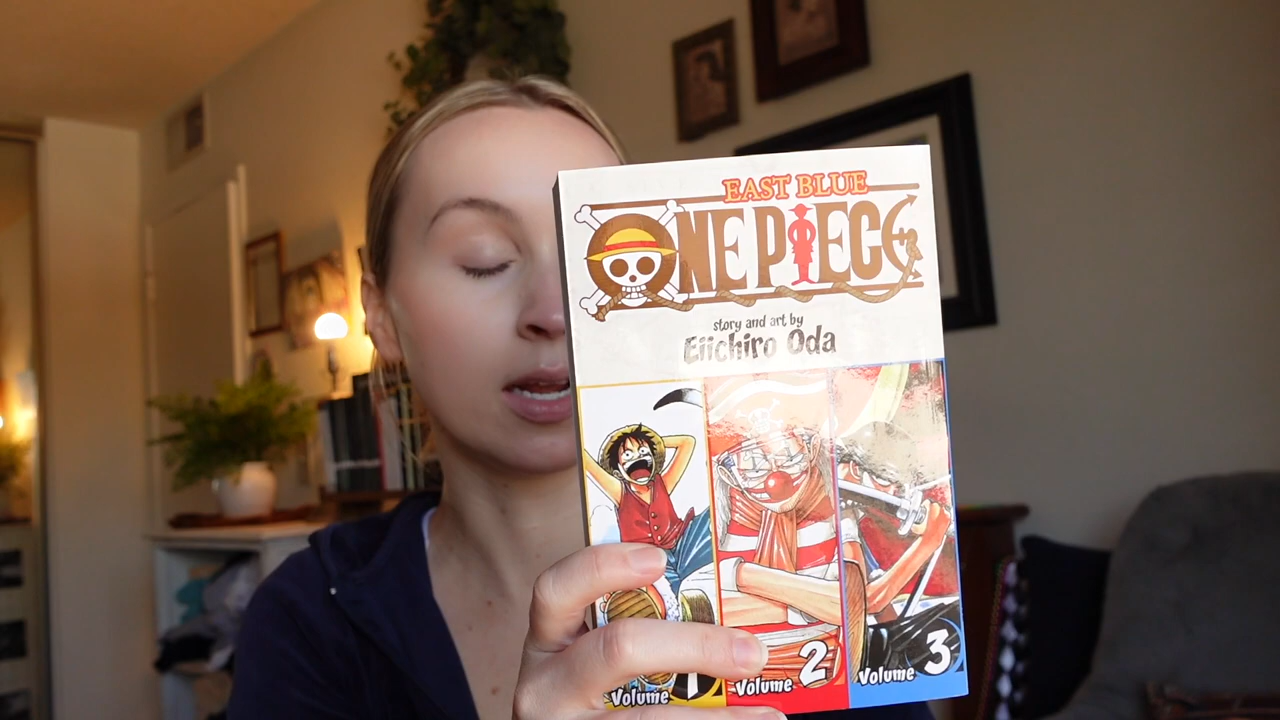 EAST BLUE
ONE PIECE
story and art by
Eiichiro Oda
Volume 1
Volume 2
Volume 3